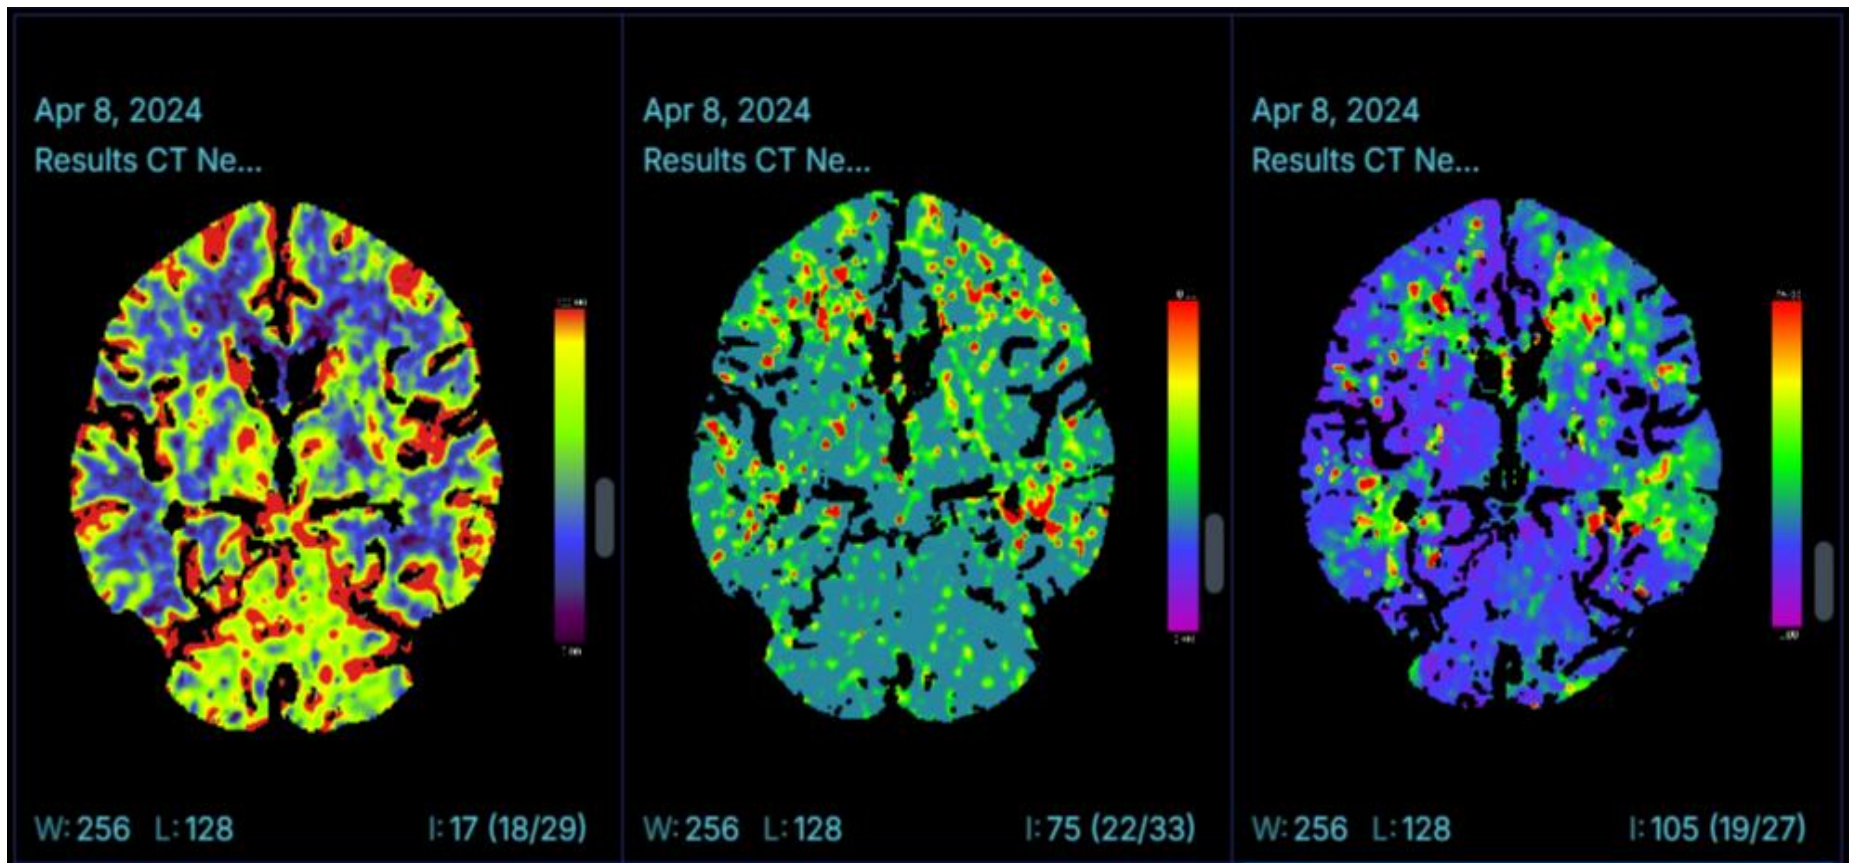 Apr 8, 2024
Results CT Ne...
W: 256 L: 128
I: 17 (18/29)
Apr 8, 2024
Results CT Ne...
W: 256 L: 128
I: 75 (22/33)
Apr 8, 2024
Results CT Ne...
W: 256 L: 128
I: 105 (19/27)